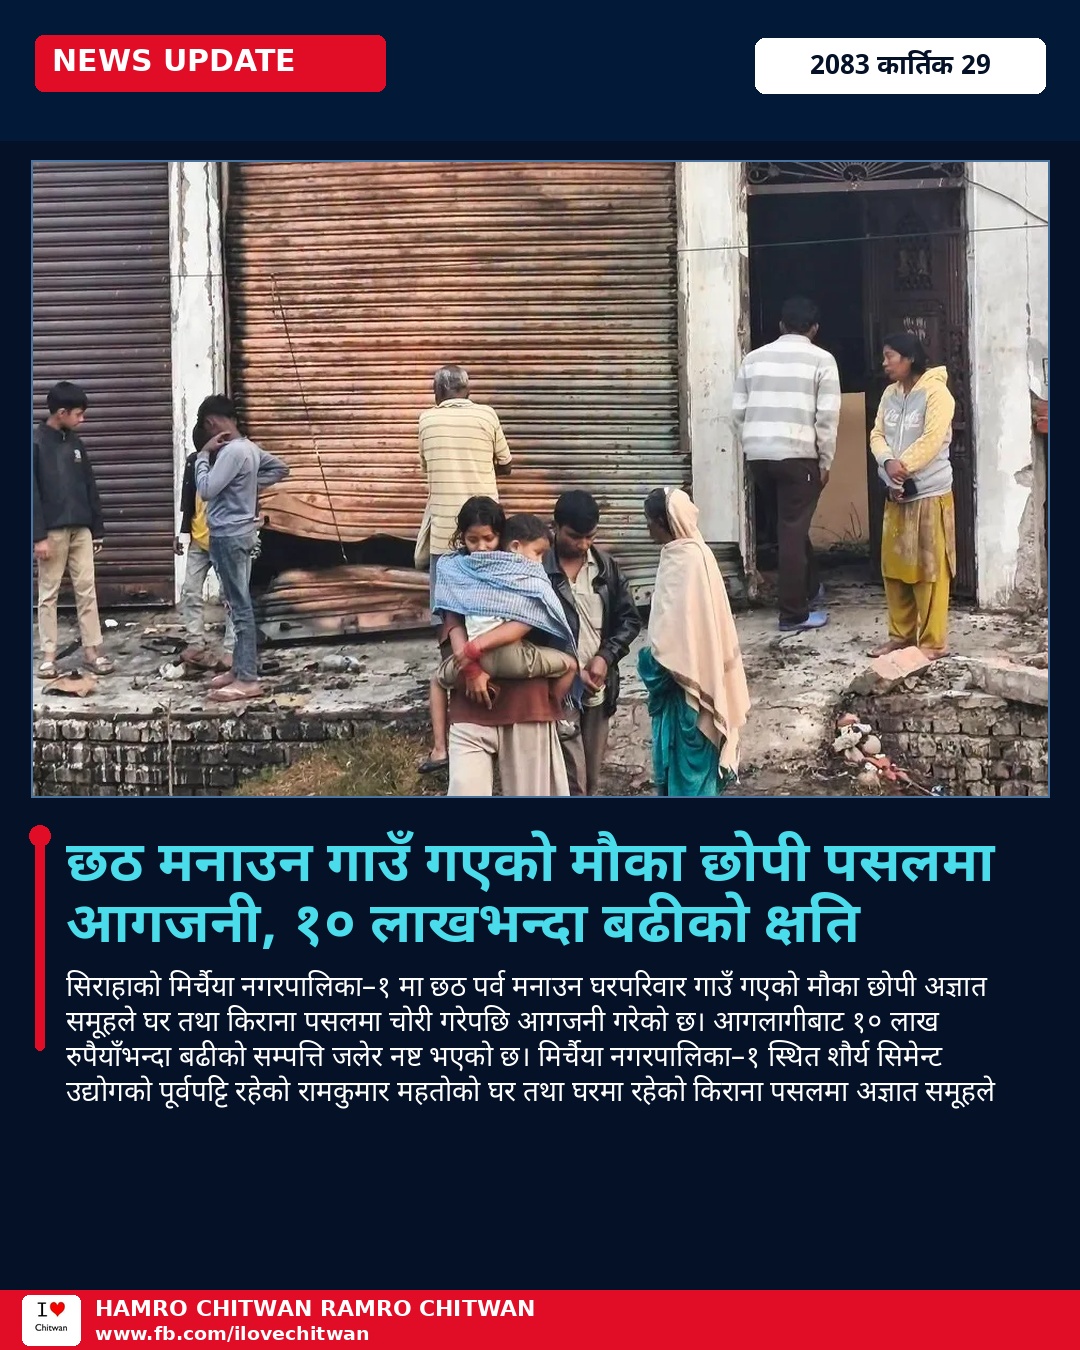 NEWS UPDATE
2083 कार्तिक 29
छठ मनाउन गाउँ गएको मौका छोपी पसलमा
आगजनी, १० लाखभन्दा बढीको क्षति
सिराहाको मिर्चैया नगरपालिका–१ मा छठ पर्व मनाउन घरपरिवार गाउँ गएको मौका छोपी अज्ञात
समूहले घर तथा किराना पसलमा चोरी गरेपछि आगजनी गरेको छ। आगलागीबाट १० लाख
रुपैयाँभन्दा बढीको सम्पत्ति जलेर नष्ट भएको छ। मिर्चैया नगरपालिका–१ स्थित शौर्य सिमेन्ट
उद्योगको पूर्वपट्टि रहेको रामकुमार महतोको घर तथा घरमा रहेको किराना पसलमा अज्ञात समूहले
I❤
Chitwan
HAMRO CHITWAN RAMRO CHITWAN
www.fb.com/ilovechitwan